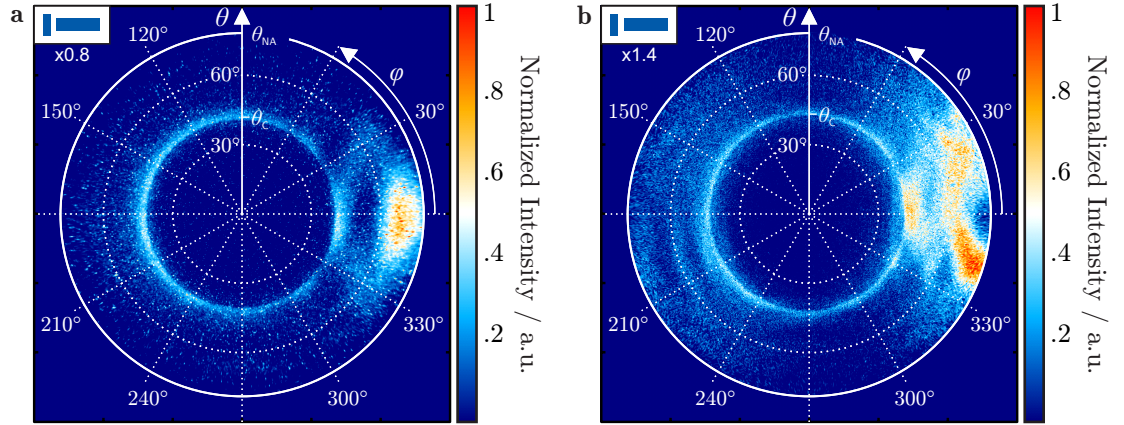 a
x0.8
θ
θNA
120°
60°
φ
150°
30°
θC
30°
210°
330°
240°
300°
1
.8
.6
.4
.2
Normalized Intensity / a.u.
b
x1.4
θ
θNA
120°
60°
φ
150°
30°
θC
30°
210°
330°
240°
300°
1
.8
.6
.4
.2
Normalized Intensity / a.u.